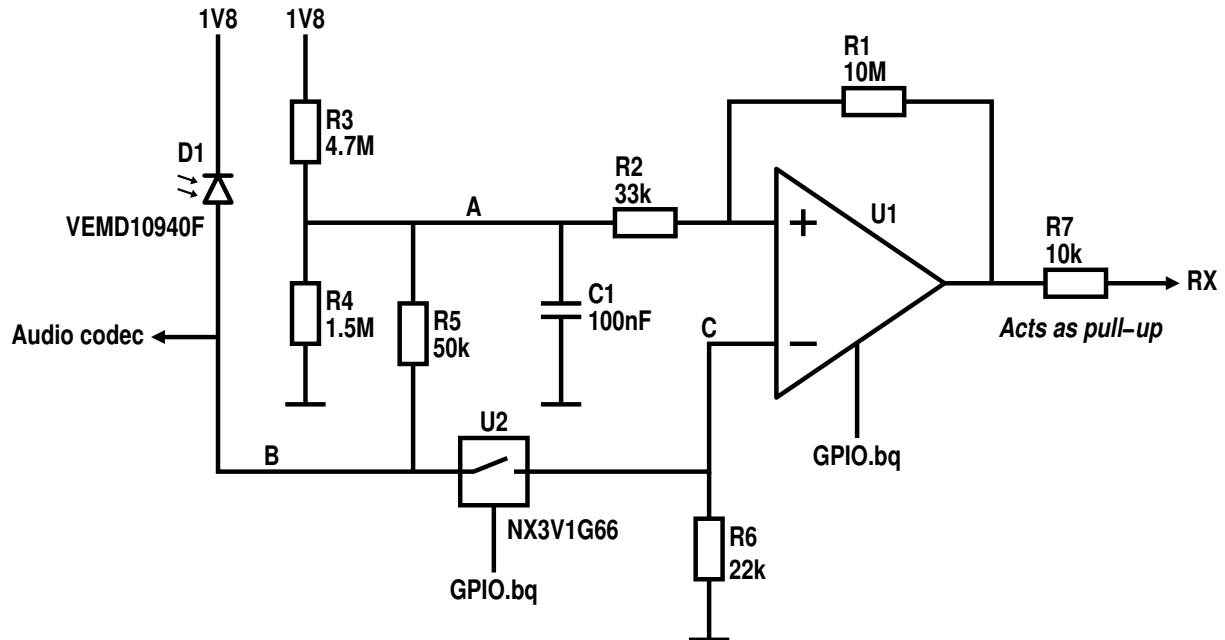 1V8
1V8
R1
10M
R3
4.7M
D1
R2
33k
A
VEMD10940F
+
U1
R7
10k
RX
R4
1.5M
C1
100nF
Audio codec
R5
50k
C
−
Acts as pull−up
U2
B
GPIO.bq
NX3V1G66
R6
22k
GPIO.bq